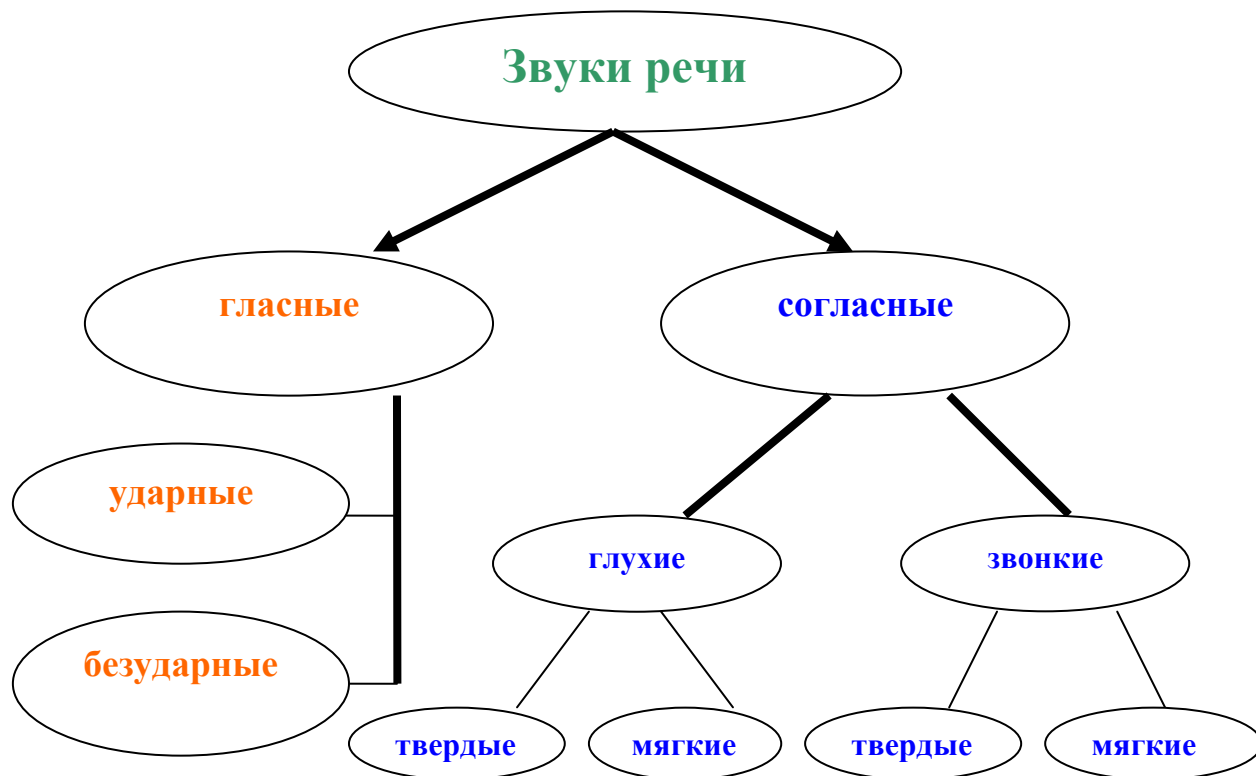 Звуки речи
гласные
согласные
ударные
безударные
глухие
звонкие
твердые
мягкие
твердые
мягкие